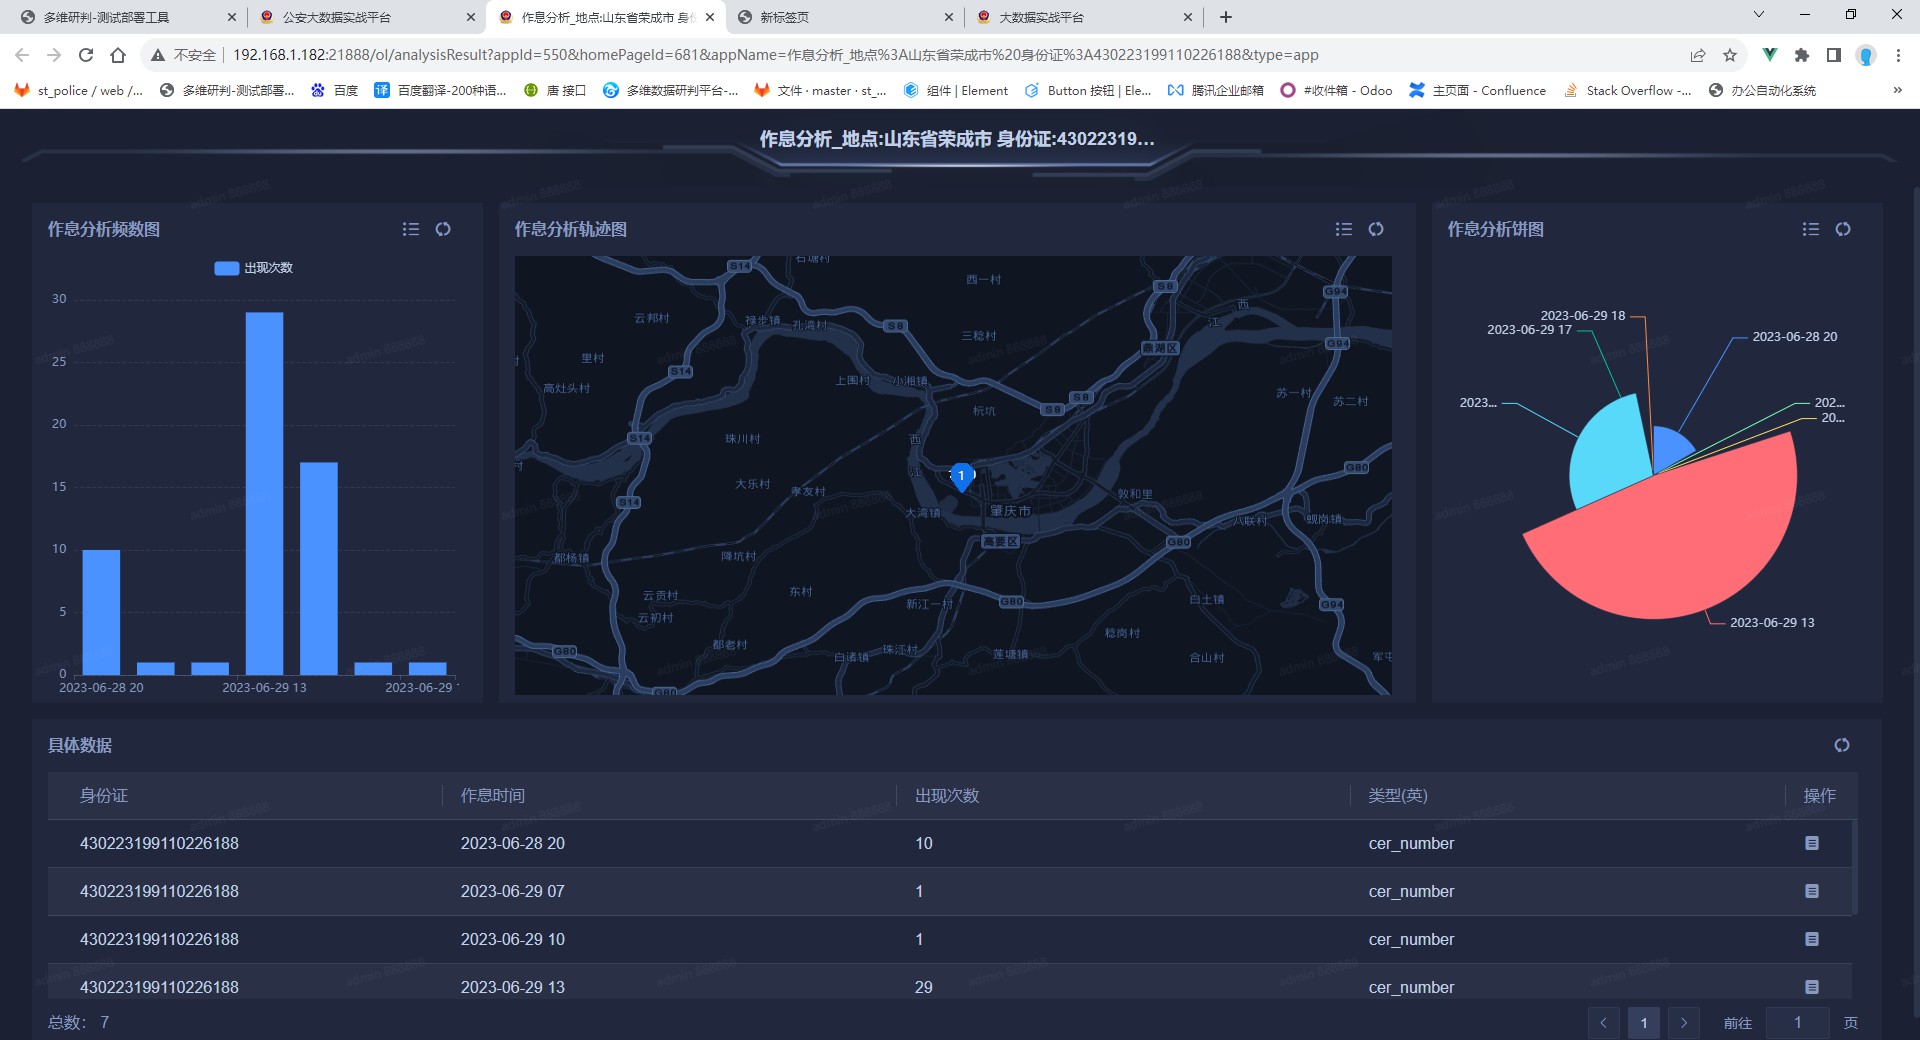 多维研判-测试部署工具
公安大数据实战平台
作息分析_地点:山东省荣成市 身份
新标签页
大数据实战平台
不安全
192.168.1.182:21888/ol/analysisResult?appId=550&homePageId=681&appName=作息分析_地点%3A山东省荣成市%20身份证%3A430223199110226188&type=app
st_police / web /...
多维研判-测试部署...
百度
译
百度翻译-200种语...
唐 接口
多维数据研判平台-...
文件 · master · st_...
组件 | Element
Button 按钮 | Ele...
腾讯企业邮箱
#收件箱 - Odoo
主页面 - Confluence
Stack Overflow -...
办公自动化系统
作息分析_地点:山东省荣成市 身份证:43022319...
作息分析频数图
出现次数
30
25
20
15
10
5
0
2023-06-28 20
2023-06-29 13
2023-06-29
作息分析轨迹图
石塘村
S14
西一村
S8
G94
西
江
云邦村
禄步镇
孔湾村
S8
三稔村
G94
鼎湖区
里村
S14
高灶头村
上围村
小湘镇
S8
S8
杬坑
苏一村
苏二村
S14
珠川村
西
江
G80
1
大乐村
孝友村
敦和里
S14
大湾镇
肇庆市
八联村
蚬岗镇
高要区
G80
都杨镇
降坑村
云贡村
东村
新江一村
G80
白土镇
G94
云初村
都老村
稔岗村
G80
白诸镇
珠江村
莲塘镇
合山村
军屯
G80
作息分析饼图
2023-06-29 18
2023-06-29 17
2023-06-28 20
2023...
202...
20...
2023-06-29 13
具体数据
身份证 作息时间 出现次数 类型(英) 操作
430223199110226188 2023-06-28 20 10 cer_number
430223199110226188 2023-06-29 07 1 cer_number
430223199110226188 2023-06-29 10 1 cer_number
430223199110226188 2023-06-29 13 29 cer_number
总数: 7
1
前往 1 页
admin 888888